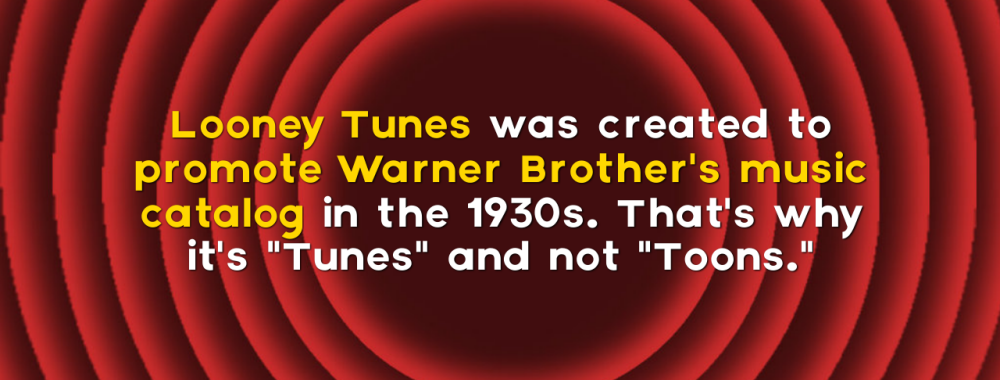 Looney Tunes was created to
promote Warner Brother's music
catalog in the 1930s. That's why
it's "Tunes" and not "Toons."